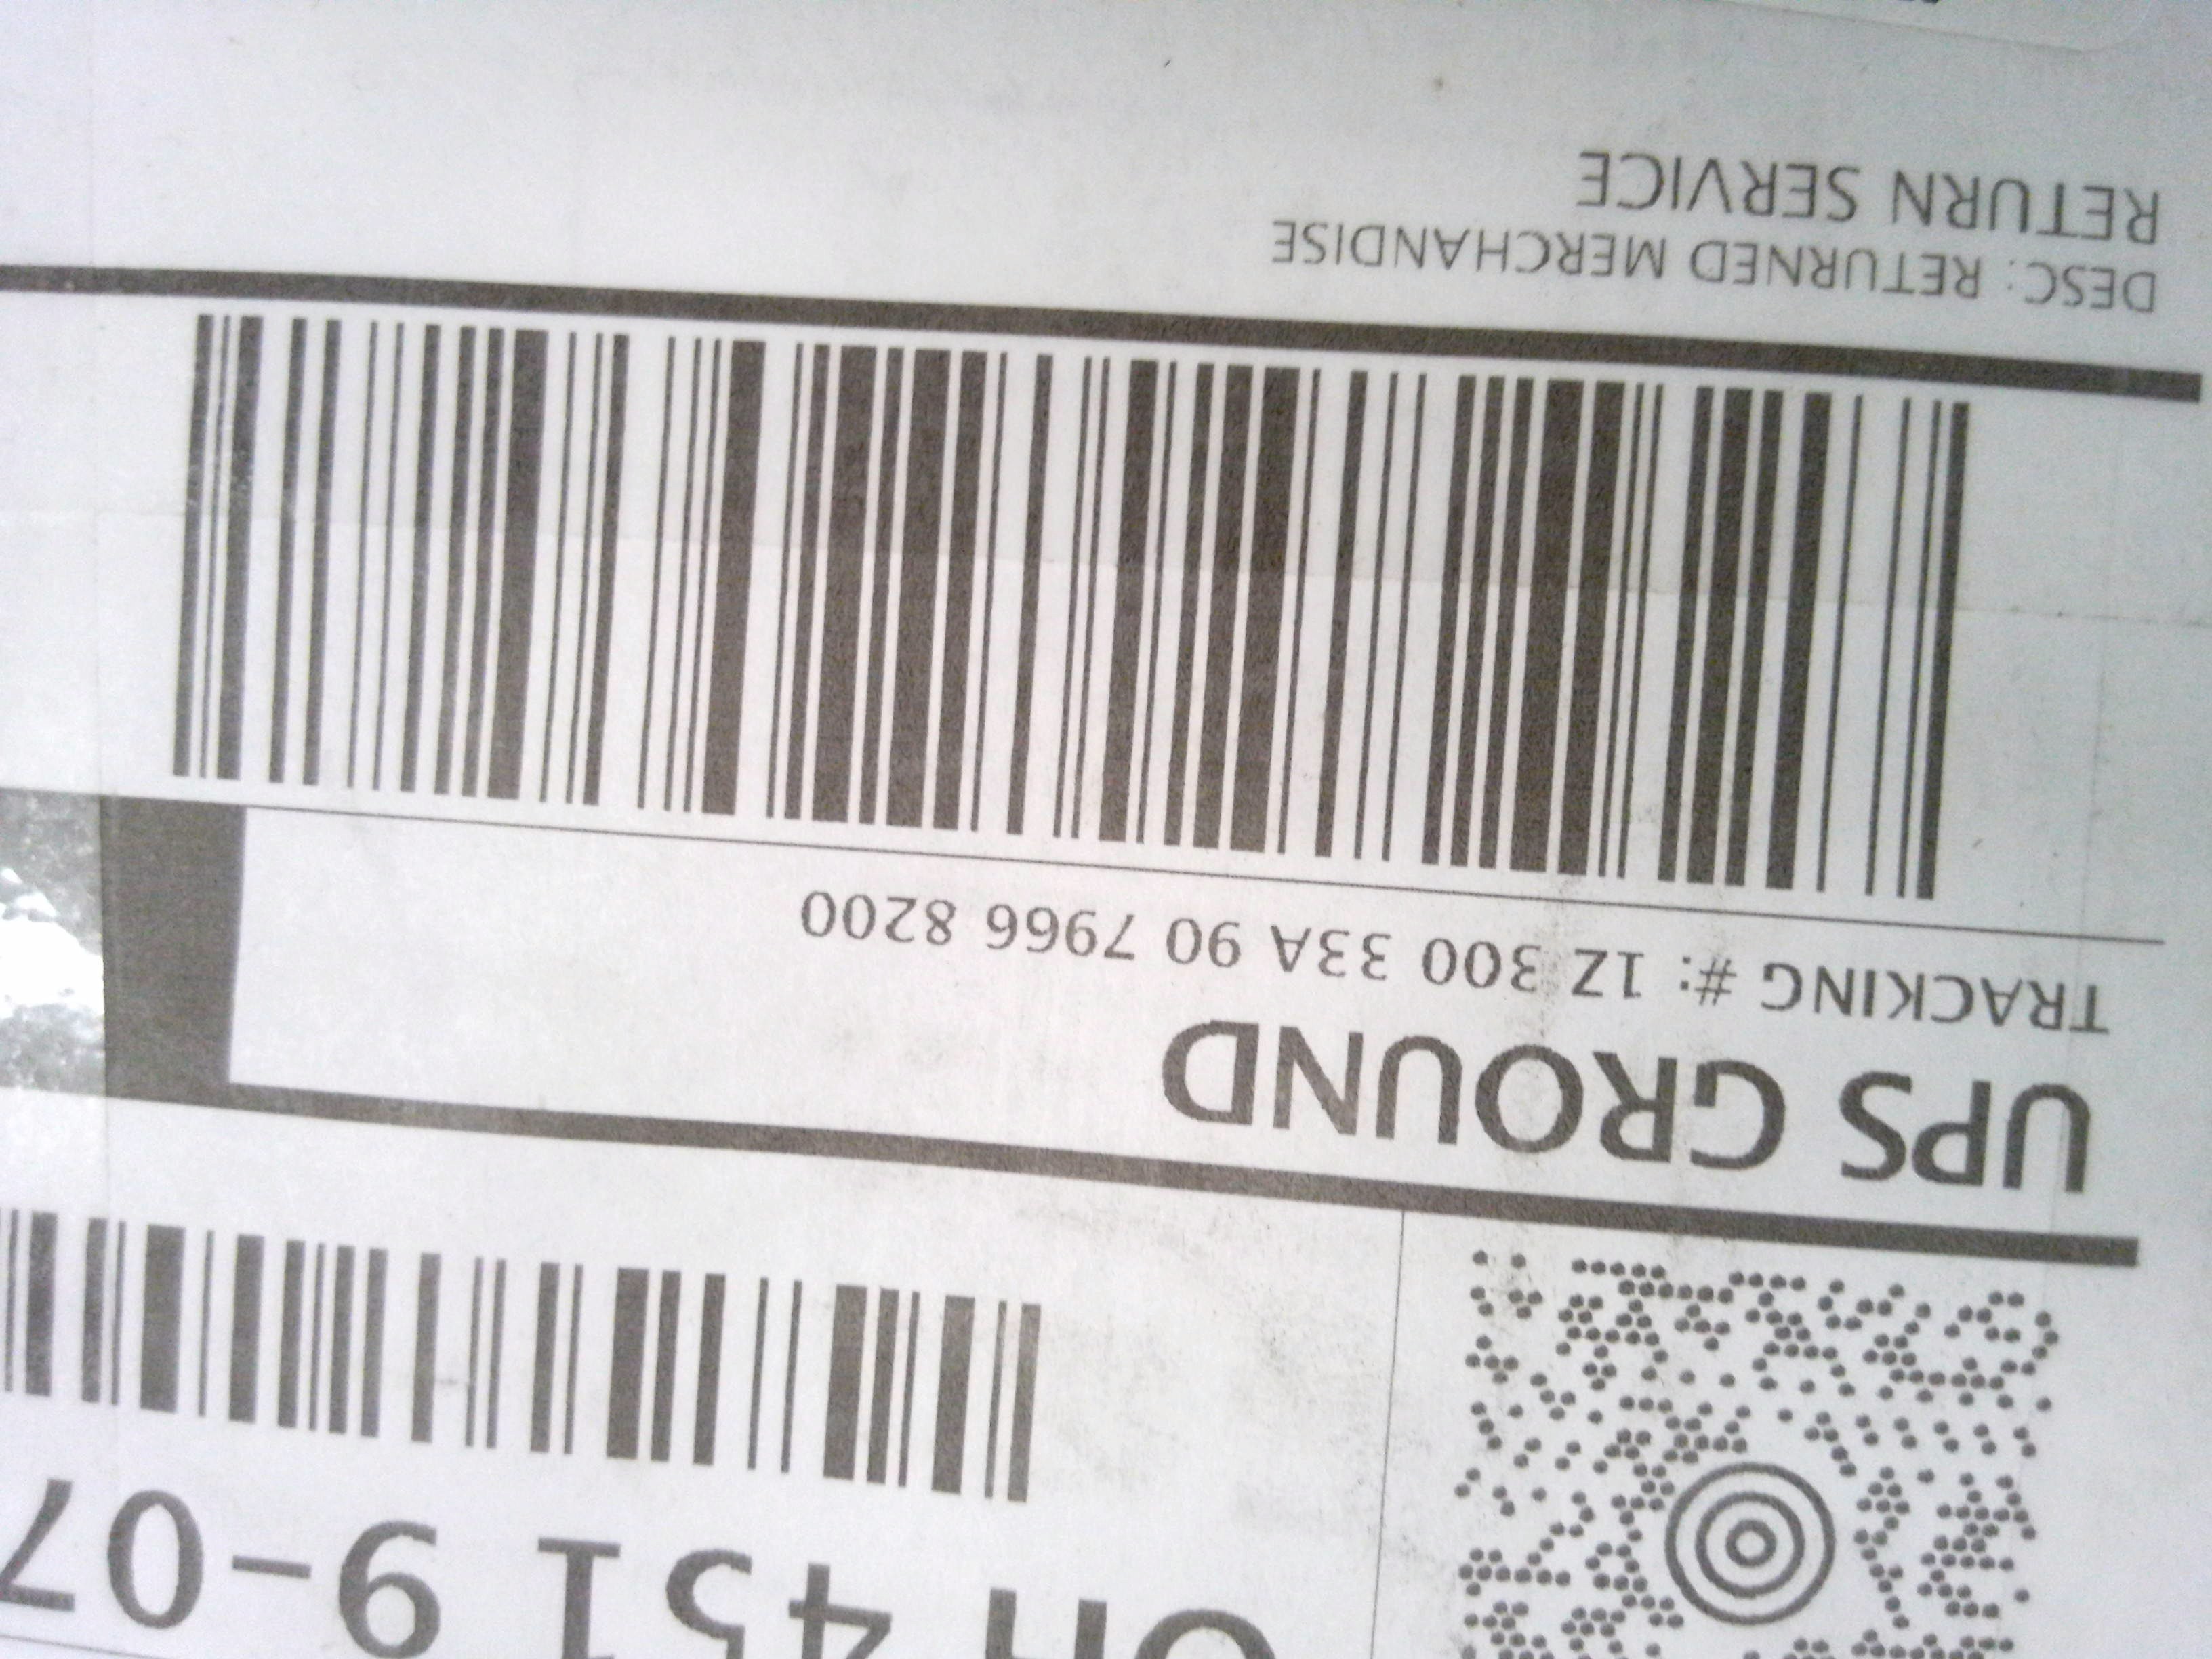 OH 451 9-07
UPS GROUND
TRACKING #: 1Z 300 33A 90 7966 8200
DESC: RETURNED MERCHANDISE
RETURN SERVICE